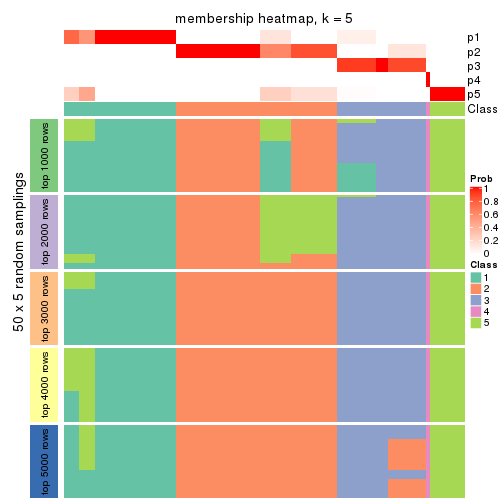 membership heatmap, k = 5
p1
p2
p3
p4
p5
Class
50 x 5 random samplings
top 1000 rows
top 2000 rows
top 3000 rows
top 4000 rows
top 5000 rows
Prob
1
0.8
0.6
0.4
0.2
0
Class
1
2
3
4
5